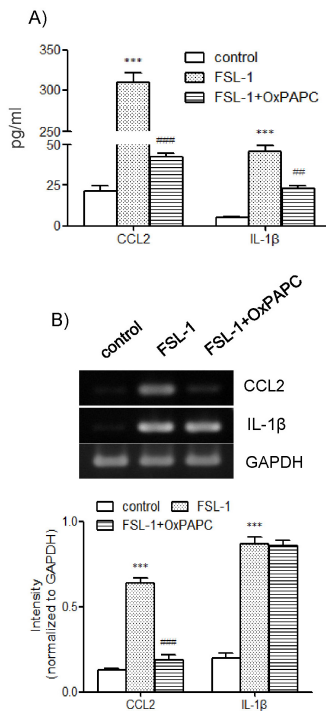 A)
control
FSL-1
FSL-1+OxPAPC
pg/ml
350
300
250
50
25
0
***
###
***
##
CCL2 IL-1β
B)
control FSL-1 FSL-1+OxPAPC
CCL2
IL-1β
GAPDH
control FSL-1
FSL-1+OxPAPC
Intensity
(normalized to GAPDH)
1.0
0.5
0.0
***
###
***
CCL2 IL-1β